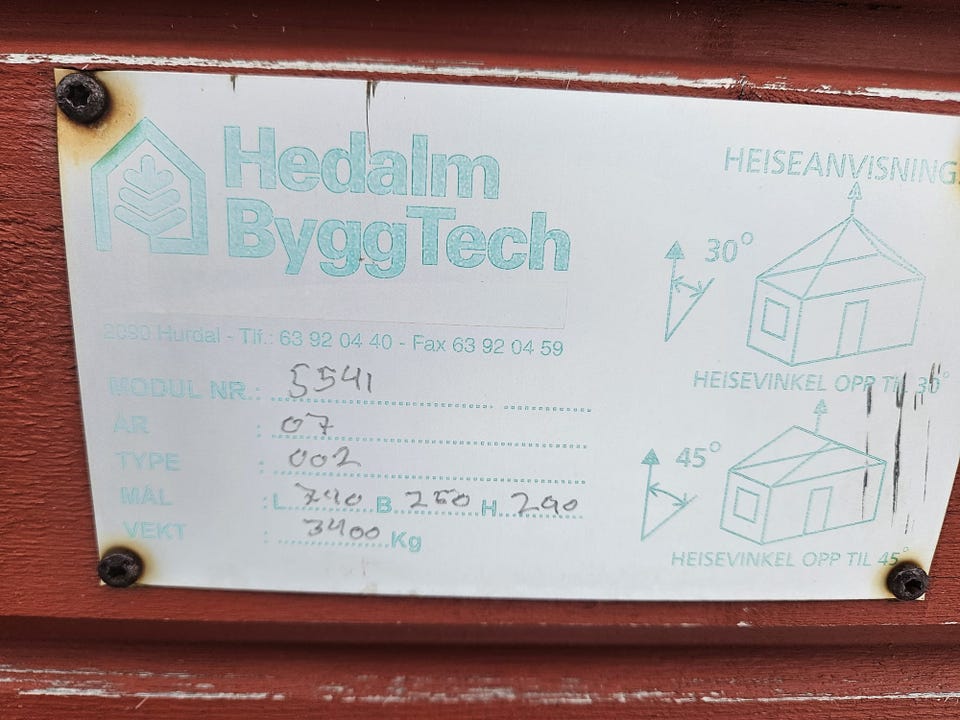 Hedalm
ByggTech
2090 Hurdal - Tlf.: 63 92 04 40 - Fax 63 92 04 59
MODUL NR.: 5541
ÅR : 07
TYPE : 002
MÅL : L 740 B 250 H 290
VEKT : 3400 Kg
HEISEANVISNING
30°
HEISEVINKEL OPP TIL 30°
45°
HEISEVINKEL OPP TIL 45°